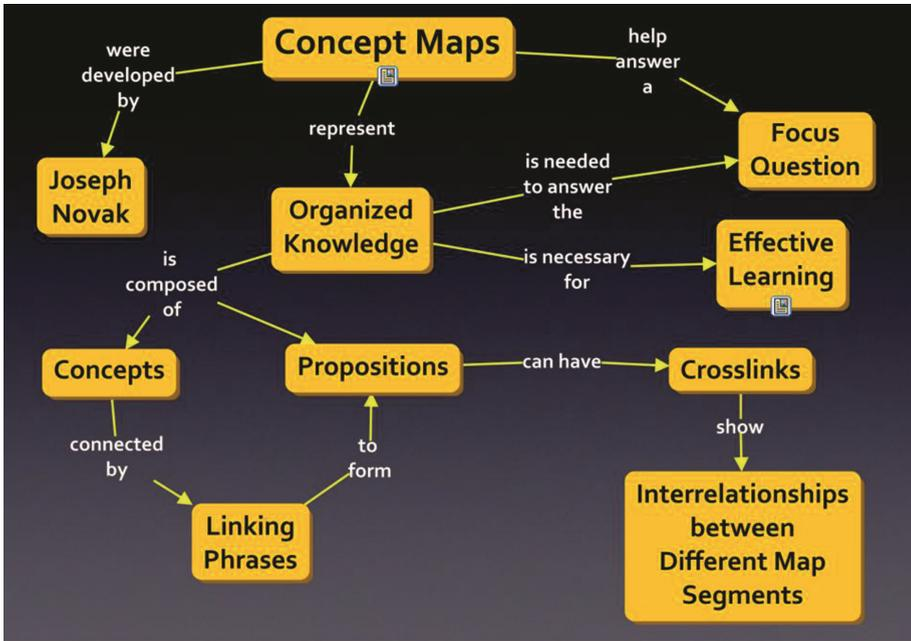 Concept Maps
were
developed
by
help
answer
a
represent
Joseph
Novak
Focus
Question
is needed
to answer
the
Organized
Knowledge
is necessary
for
Effective
Learning
is
composed
of
Concepts
Propositions
can have
Crosslinks
connected
by
to
form
show
Linking
Phrases
Interrelationships
between
Different Map
Segments